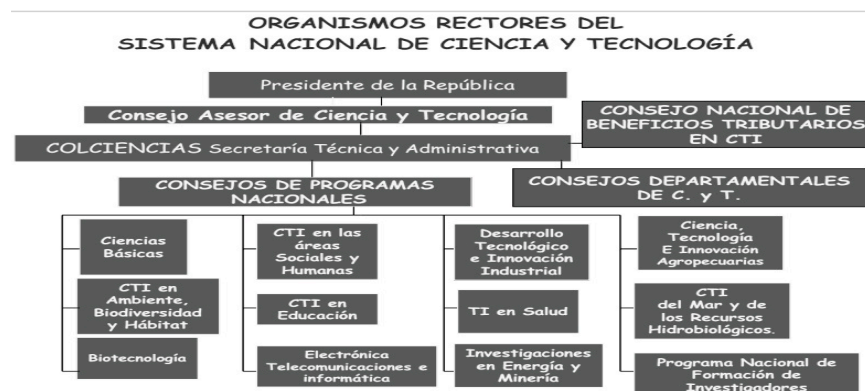 ORGANISMOS RECTORES DEL
SISTEMA NACIONAL DE CIENCIA Y TECNOLOGÍA
Presidente de la República
Consejo Asesor de Ciencia y Tecnología
CONSEJO NACIONAL DE
BENEFICIOS TRIBUTARIOS
EN CTI
COLCIENCIAS Secretaría Técnica y Administrativa
CONSEJOS DE PROGRAMAS
NACIONALES
CONSEJOS DEPARTAMENTALES
DE C. y T.
Ciencias
Básicas
CTI en las
áreas
Sociales y
Humanas
Desarrollo
Tecnológico
e Innovación
Industrial
Ciencia,
Tecnología
E Innovación
Agropecuarias
CTI en
Ambiente,
Biodiversidad
y Hábitat
CTI en
Educación
TI en Salud
CTI
del Mar y de
los Recursos
Hidrobiológicos.
Biotecnología
Electrónica
Telecomunicaciones e
informática
Investigaciones
en Energía y
Minería
Programa Nacional de
Formación de
Investigadores